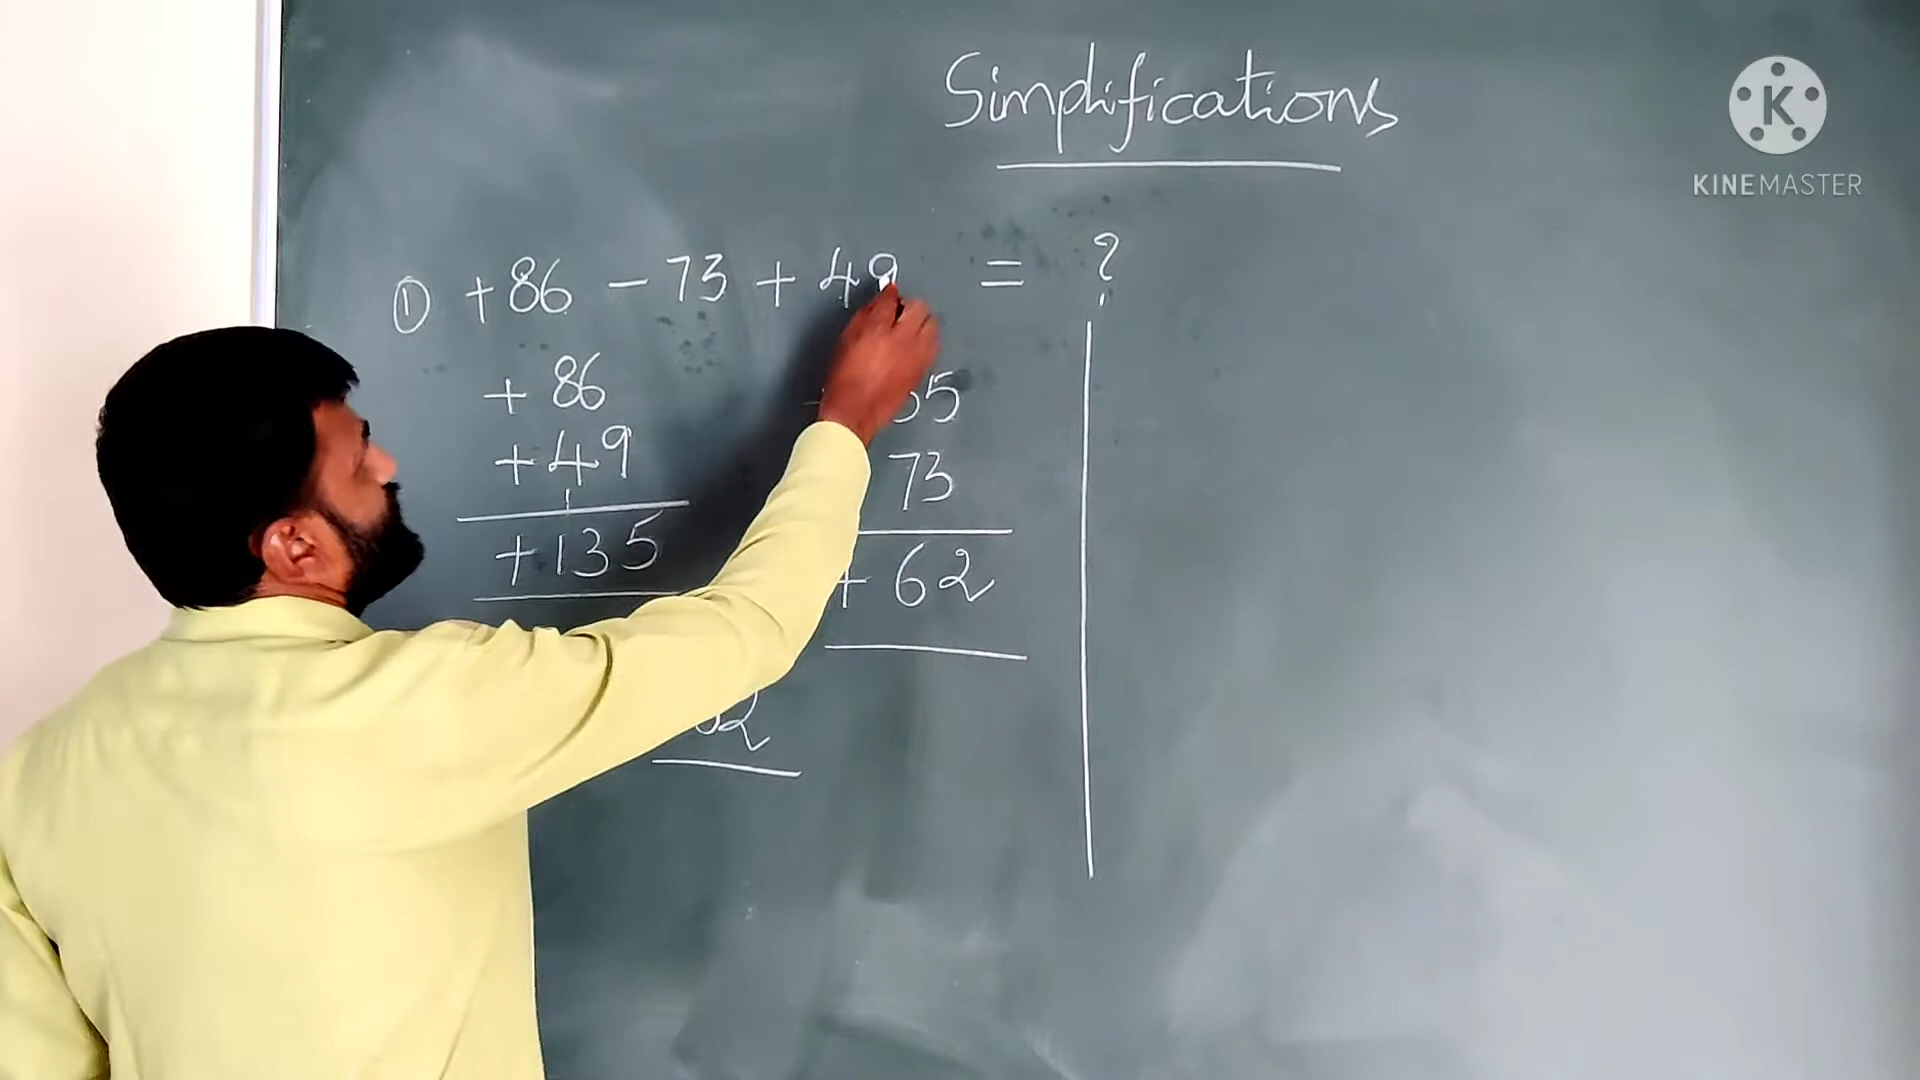 Simplifications
KINEMASTER
① +86 - 73 + 49 = ?
+ 86
+ 49
+135
73
+ 62